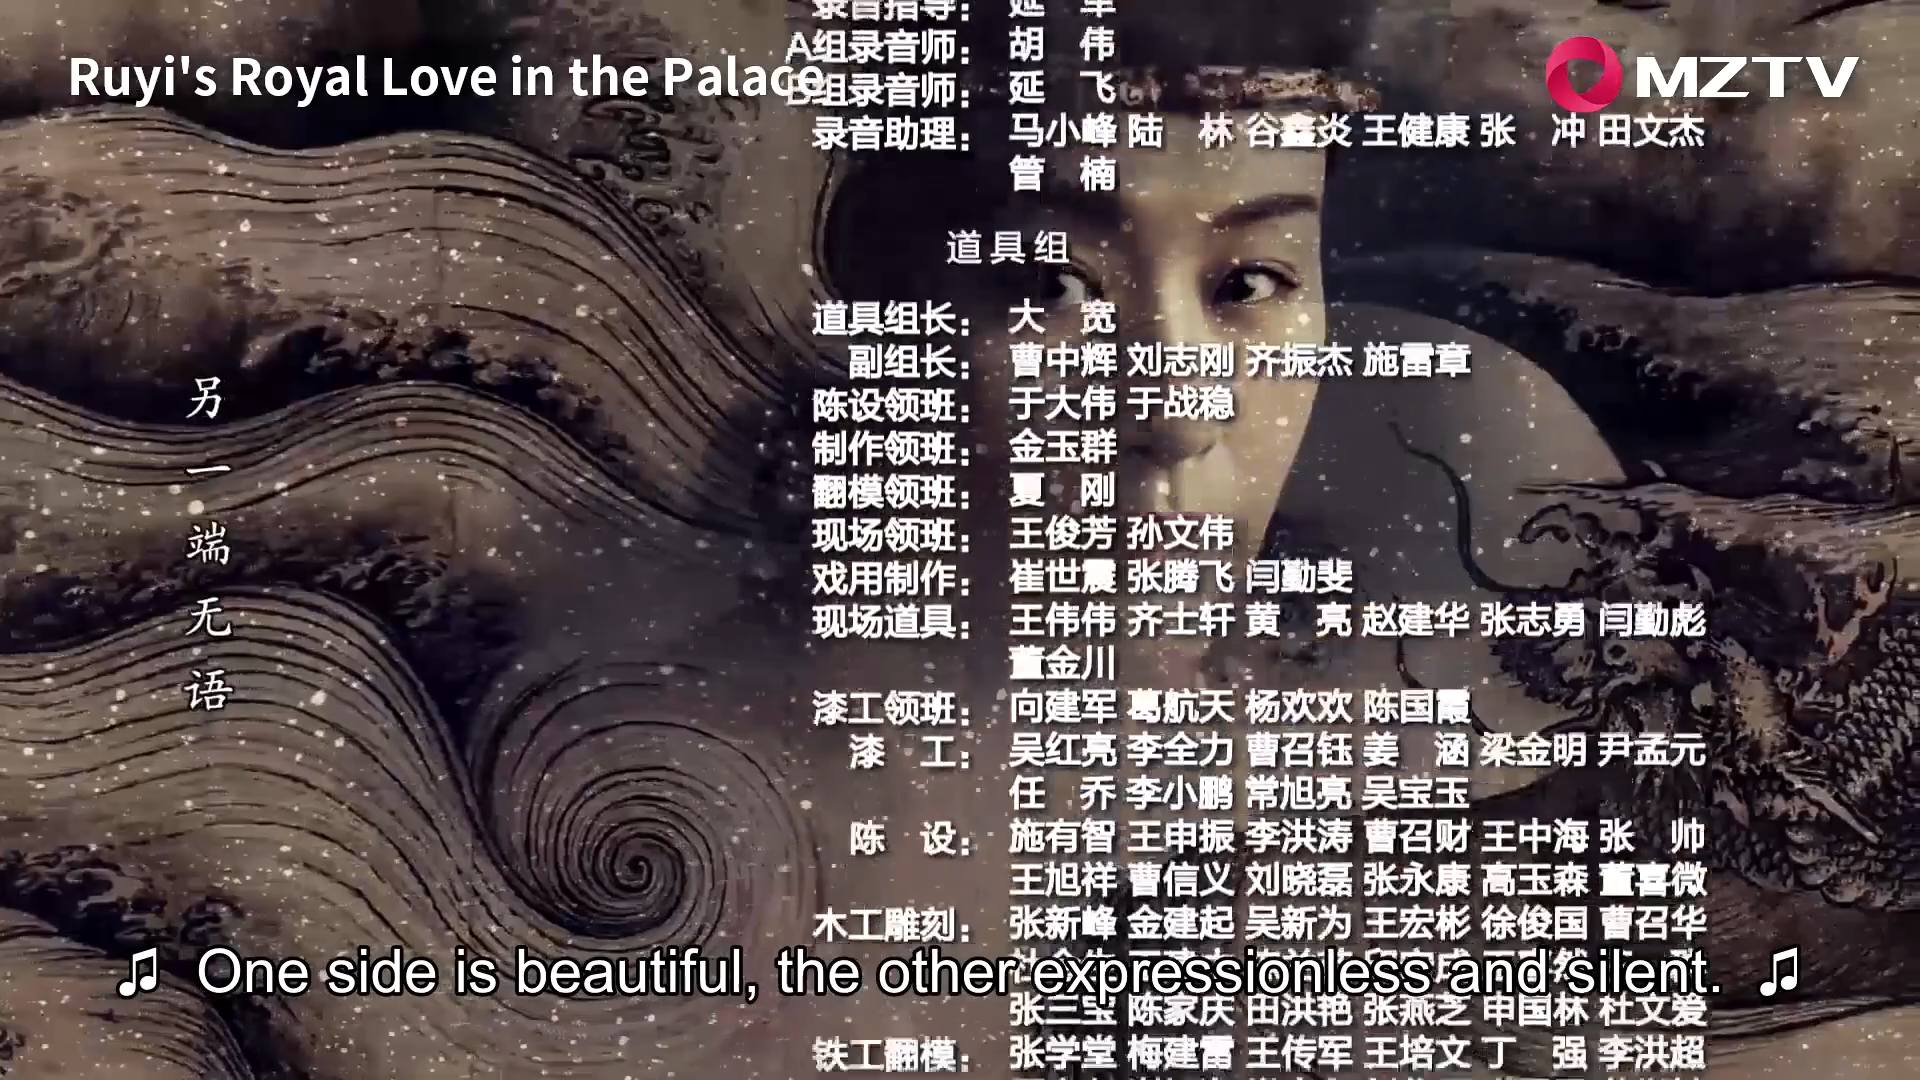 Ruyi's Royal Love in the Palace
MZTV
录音指导： 延 军
A组录音师： 胡 伟
B组录音师： 延 飞
录音助理： 马小峰 陆 林 谷鑫炎 王健康 张 冲 田文杰
管 楠
道具组
道具组长： 大 宽
副组长： 曹中辉 刘志刚 齐振杰 施雷章
陈设领班： 于大伟 于战稳
制作领班： 金玉群
翻模领班： 夏 刚
现场领班： 王俊芳 孙文伟
戏用制作： 崔世震 张腾飞 闫勤斐
现场道具： 王伟伟 齐士轩 黄 亮 赵建华 张志勇 闫勤彪
董金川
漆工领班： 向建军 葛航天 杨欢欢 陈国霞
漆 工： 吴红亮 李全力 曹召钰 姜 涵 梁金明 尹孟元
任 乔 李小鹏 常旭亮 吴宝玉
陈 设： 施有智 王申振 李洪涛 曹召财 王中海 张 帅
王旭祥 曹信义 刘晓磊 张永康 高玉森 董喜微
木工雕刻： 张新峰 金建起 吴新为 王宏彬 徐俊国 曹召华
张兰宝 陈家庆 田洪艳 张燕芝 申国林 杜文爱
铁工翻模： 张学堂 梅建雷 王传军 王培文 丁 强 李洪超
另一端无语
♫ One side is beautiful, the other expressionless and silent. ♫